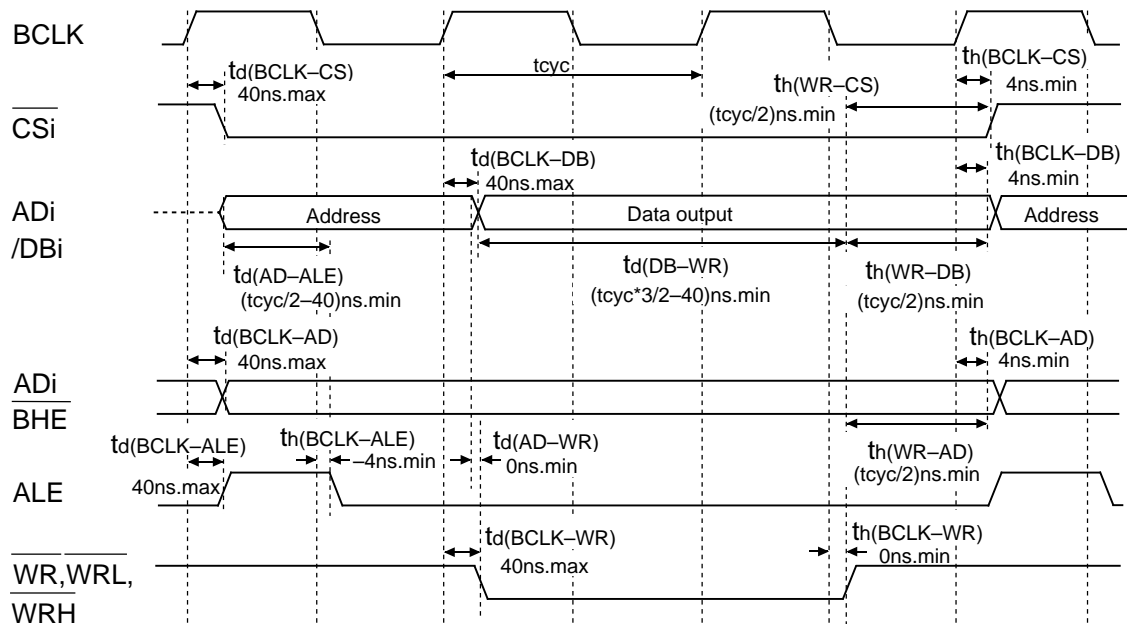 BCLK
td(BCLK–CS)
40ns.max
tcyc
th(BCLK–CS)
4ns.min
th(WR–CS)
(tcyc/2)ns.min
CSi
td(BCLK–DB)
40ns.max
th(BCLK–DB)
4ns.min
ADi
/DBi
Address
Data output
Address
td(AD–ALE)
(tcyc/2–40)ns.min
td(DB–WR)
(tcyc*3/2–40)ns.min
th(WR–DB)
(tcyc/2)ns.min
td(BCLK–AD)
40ns.max
th(BCLK–AD)
4ns.min
ADi
BHE
td(BCLK–ALE)
40ns.max
th(BCLK–ALE)
–4ns.min
td(AD–WR)
0ns.min
th(WR–AD)
(tcyc/2)ns.min
ALE
td(BCLK–WR)
40ns.max
th(BCLK–WR)
0ns.min
WR,WRL,
WRH